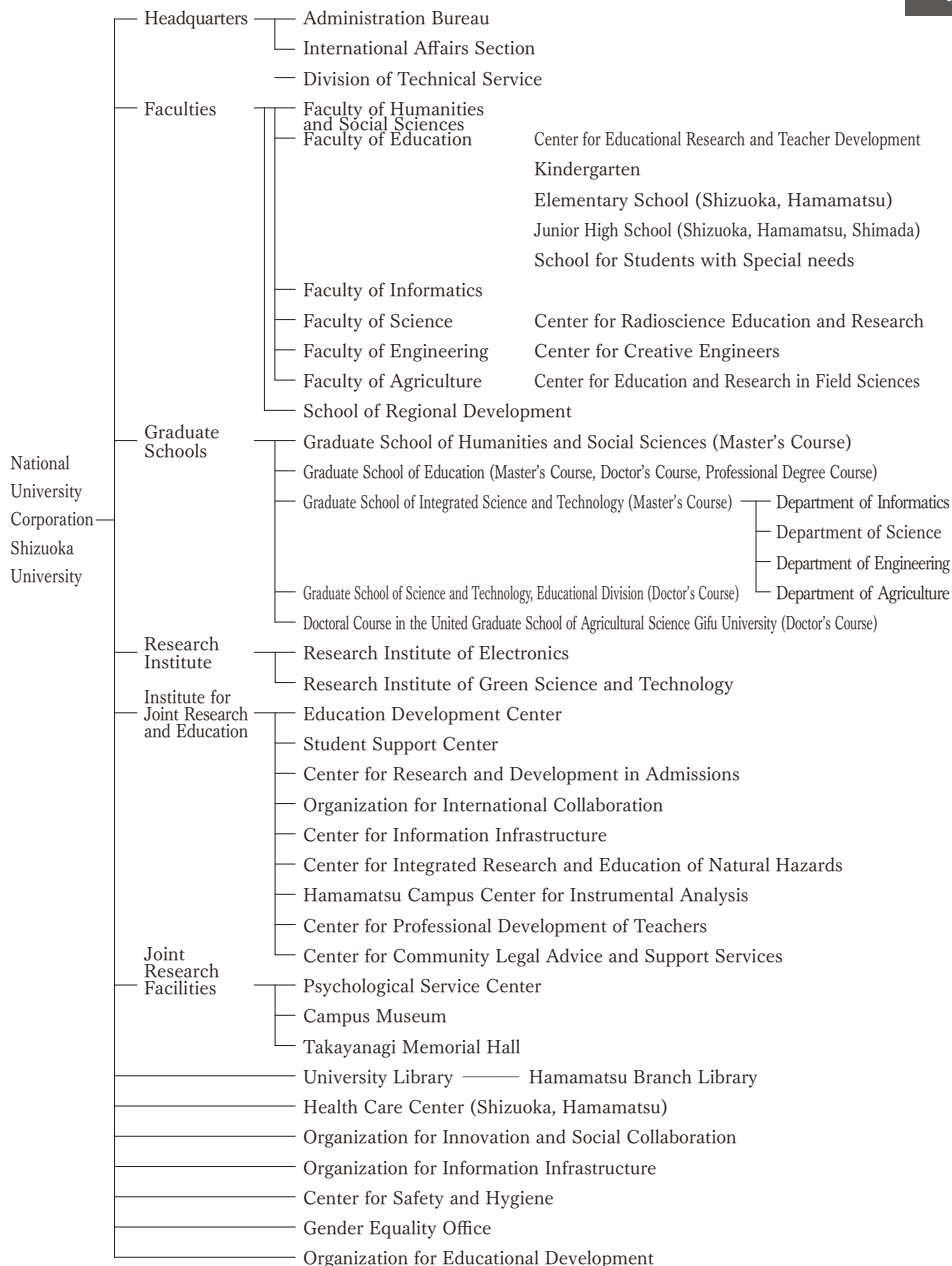 Headquarters
Administration Bureau
International Affairs Section
Division of Technical Service
Faculties
Faculty of Humanities
and Social Sciences
Faculty of Education
Center for Educational Research and Teacher Development
Kindergarten
Elementary School (Shizuoka, Hamamatsu)
Junior High School (Shizuoka, Hamamatsu, Shimada)
School for Students with Special needs
Faculty of Informatics
Faculty of Science
Center for Radioscience Education and Research
Faculty of Engineering
Center for Creative Engineers
Faculty of Agriculture
Center for Education and Research in Field Sciences
School of Regional Development
National
University
Corporation
Shizuoka
University
Graduate
Schools
Graduate School of Humanities and Social Sciences (Master's Course)
Graduate School of Education (Master's Course, Doctor's Course, Professional Degree Course)
Graduate School of Integrated Science and Technology (Master's Course)
Department of Informatics
Department of Science
Department of Engineering
Department of Agriculture
Graduate School of Science and Technology, Educational Division (Doctor's Course)
Doctoral Course in the United Graduate School of Agricultural Science Gifu University (Doctor's Course)
Research
Institute
Research Institute of Electronics
Research Institute of Green Science and Technology
Institute for
Joint Research
and Education
Education Development Center
Student Support Center
Center for Research and Development in Admissions
Organization for International Collaboration
Center for Information Infrastructure
Center for Integrated Research and Education of Natural Hazards
Hamamatsu Campus Center for Instrumental Analysis
Center for Professional Development of Teachers
Center for Community Legal Advice and Support Services
Joint
Research
Facilities
Psychological Service Center
Campus Museum
Takayanagi Memorial Hall
University Library
Hamamatsu Branch Library
Health Care Center (Shizuoka, Hamamatsu)
Organization for Innovation and Social Collaboration
Organization for Information Infrastructure
Center for Safety and Hygiene
Gender Equality Office
Organization for Educational Development